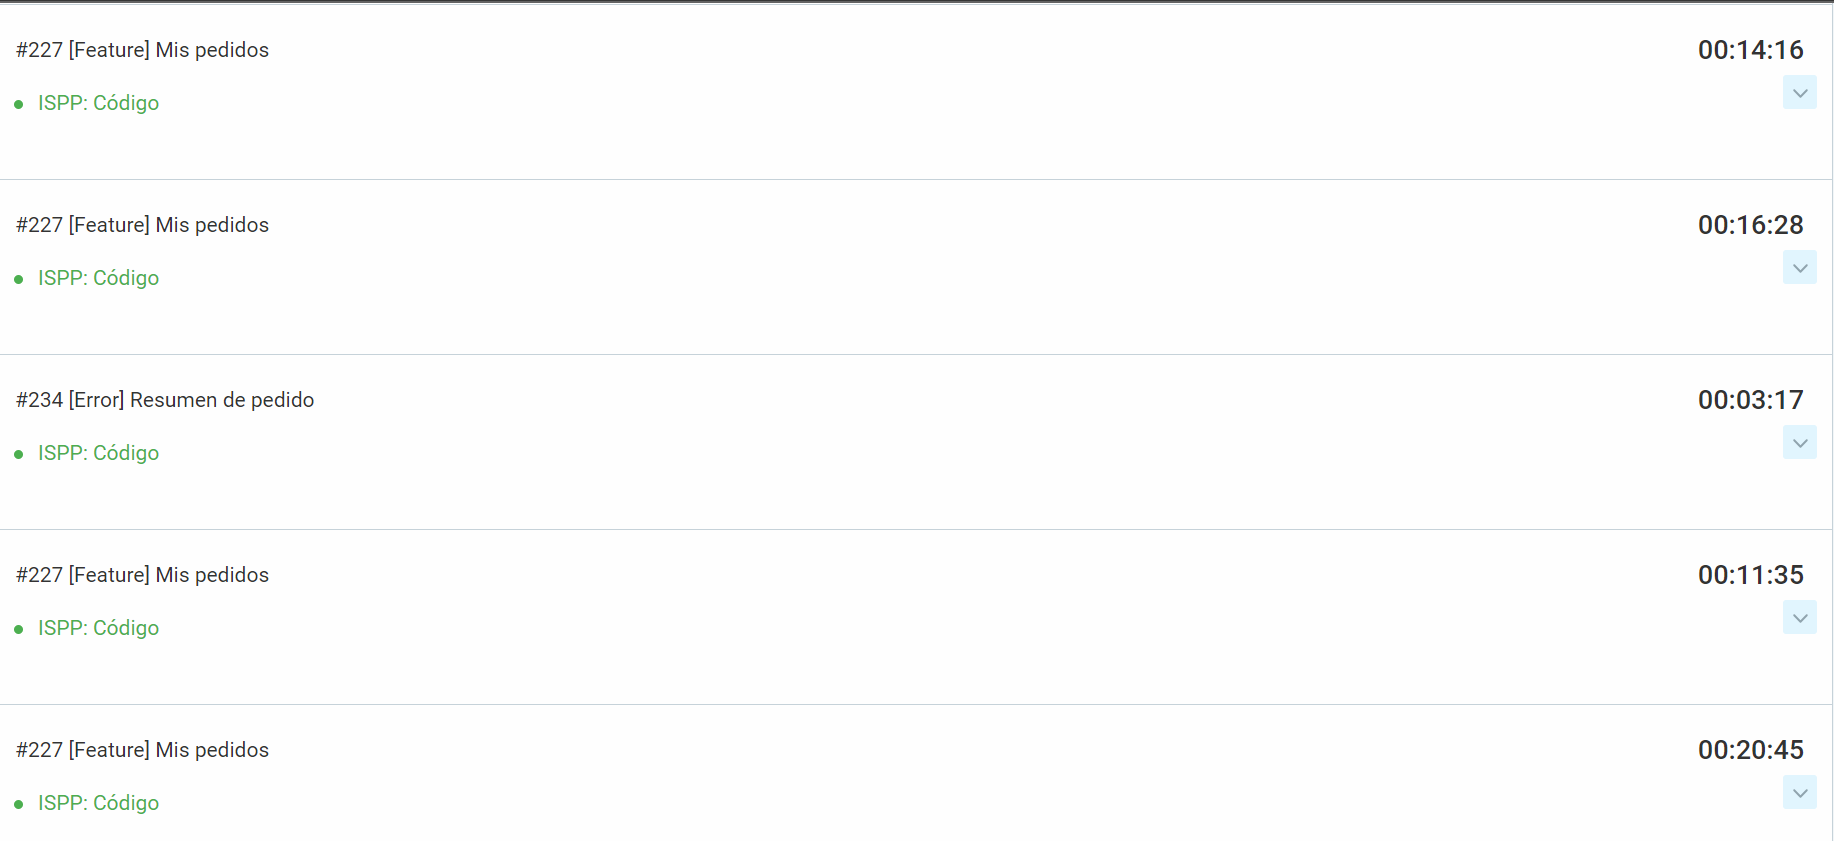 #227 [Feature] Mis pedidos
00:14:16
ISPP: Código
#227 [Feature] Mis pedidos
00:16:28
ISPP: Código
#234 [Error] Resumen de pedido
00:03:17
ISPP: Código
#227 [Feature] Mis pedidos
00:11:35
ISPP: Código
#227 [Feature] Mis pedidos
00:20:45
ISPP: Código